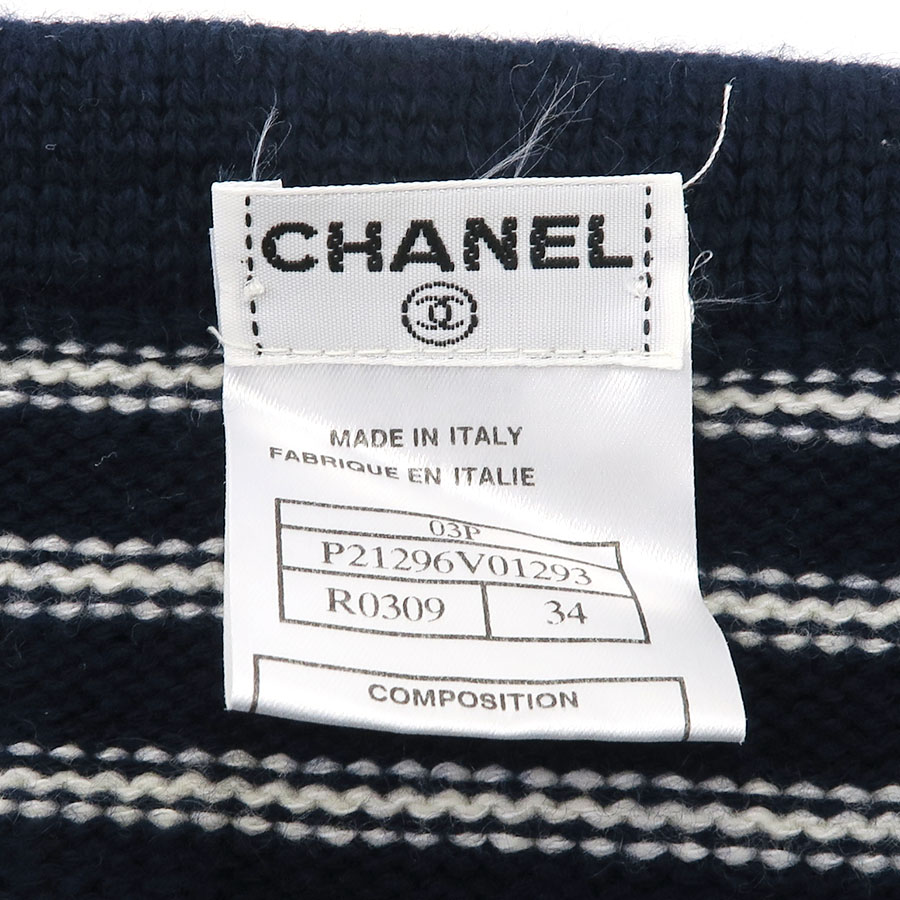 CHANEL
MADE IN ITALY
FABRIQUE EN ITALIE
03P
P21296V01293
R0309 34
COMPOSITION